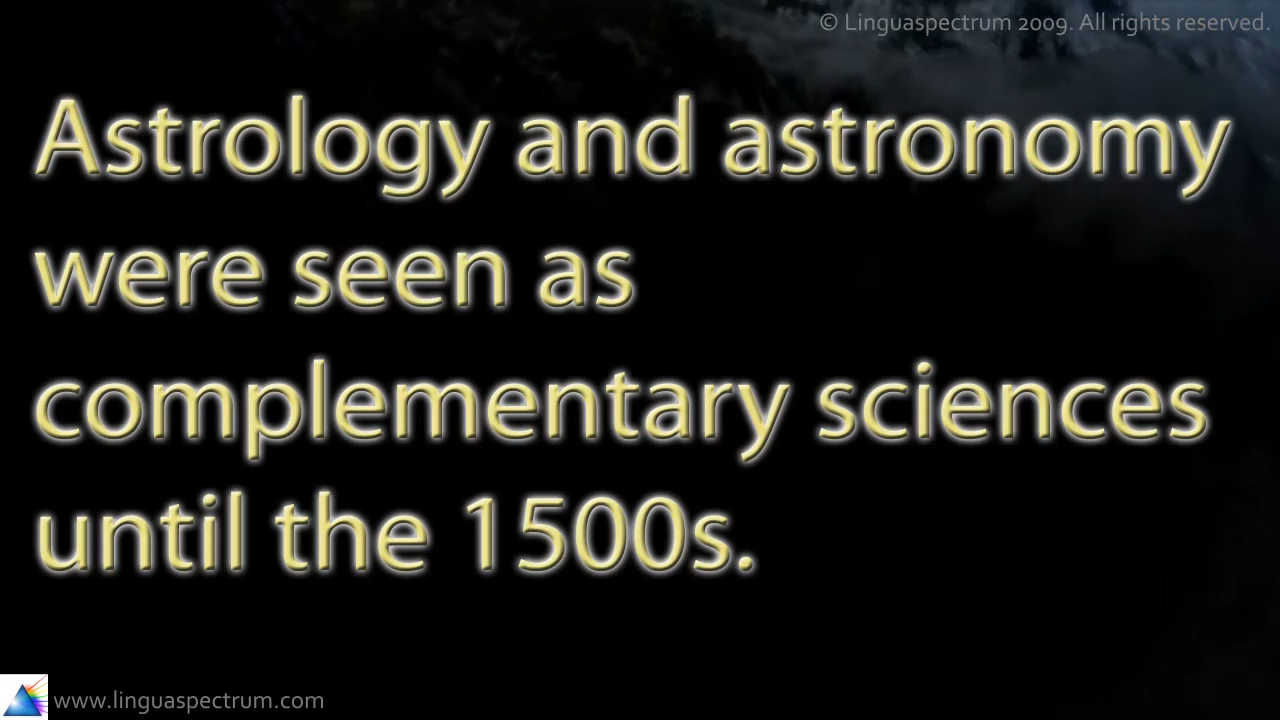 © Linguaspectrum 2009. All rights reserved.
Astrology and astronomy
were seen as
complementary sciences
until the 1500s.
www.linguaspectrum.com